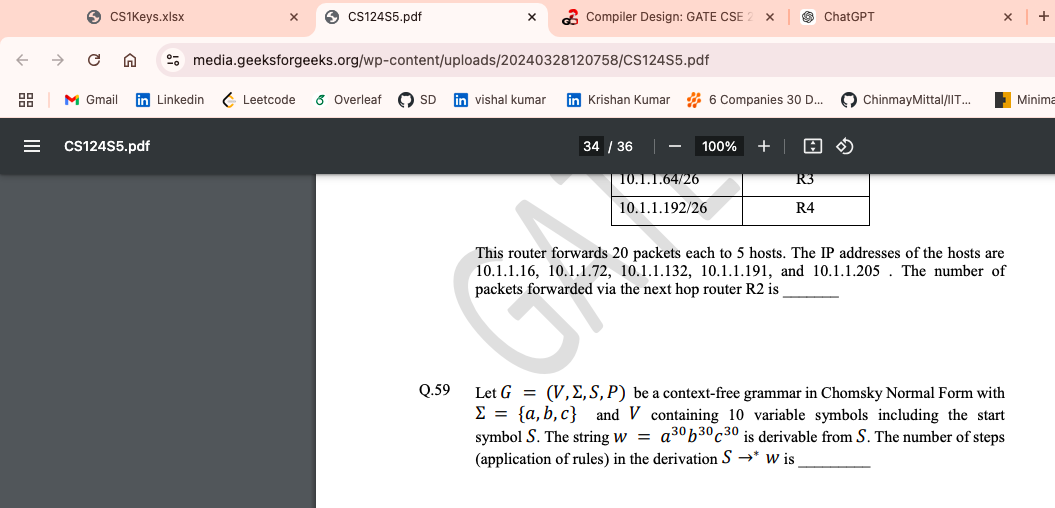 CS1Keys.xlsx
CS124S5.pdf
Compiler Design: GATE CSE 2
ChatGPT
media.geeksforgeeks.org/wp-content/uploads/20240328120758/CS124S5.pdf
Gmail
Linkedin
Leetcode
Overleaf
SD
vishal kumar
Krishan Kumar
6 Companies 30 D...
ChinmayMittal/IIT...
Minima
CS124S5.pdf
34 / 36
100%
GATE
10.1.1.64/26 R3
10.1.1.192/26 R4
This router forwards 20 packets each to 5 hosts. The IP addresses of the hosts are
10.1.1.16, 10.1.1.72, 10.1.1.132, 10.1.1.191, and 10.1.1.205 . The number of
packets forwarded via the next hop router R2 is _______
Q.59 Let G = (V, Σ, S, P) be a context-free grammar in Chomsky Normal Form with
Σ = {a, b, c} and V containing 10 variable symbols including the start
symbol S. The string w = a³⁰b³⁰c³⁰ is derivable from S. The number of steps
(application of rules) in the derivation S →* w is _________